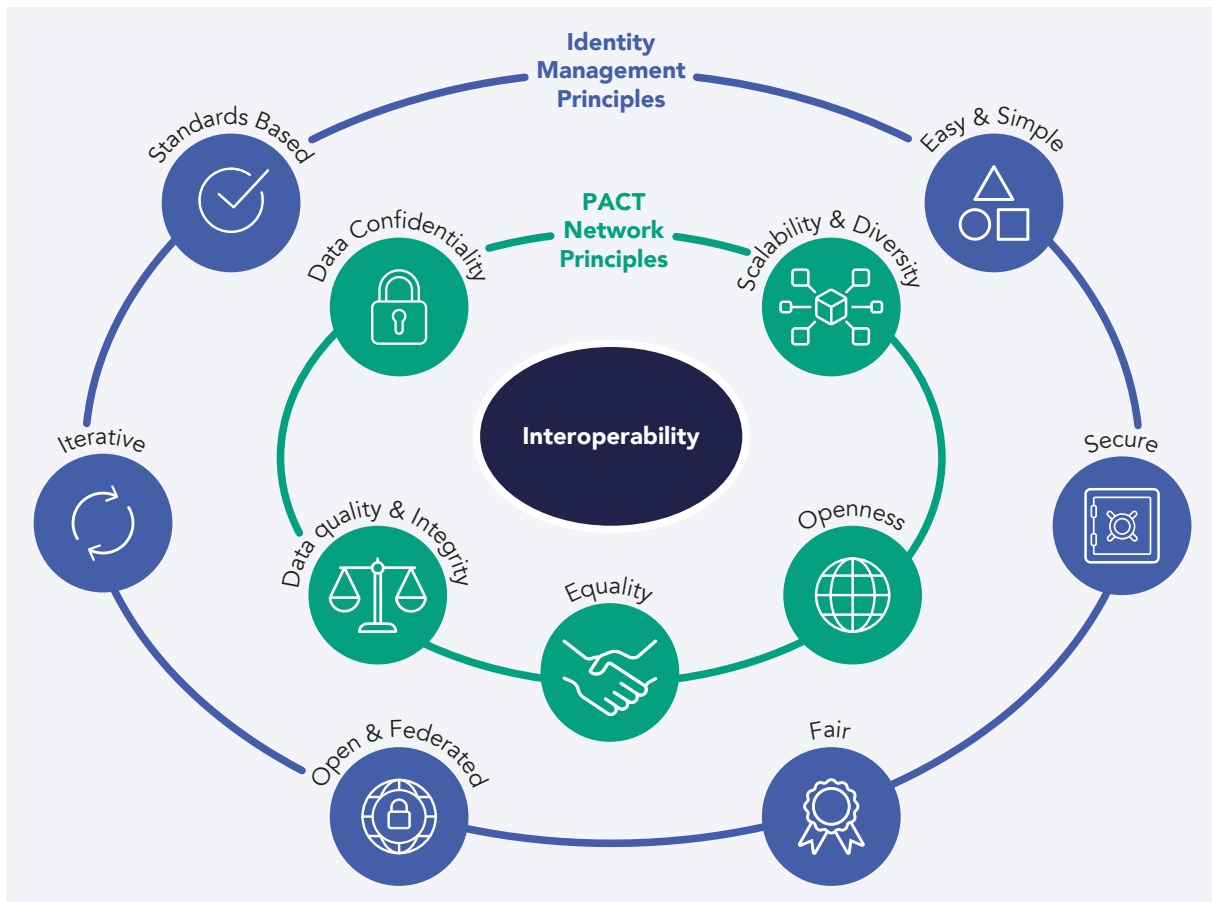 Identity
Management
Principles
Standards Based
Easy & Simple
PACT
Network
Principles
Data Confidentiality
Scalability & Diversity
Interoperability
Iterative
Secure
Data quality & Integrity
Openness
Equality
Open & Federated
Fair